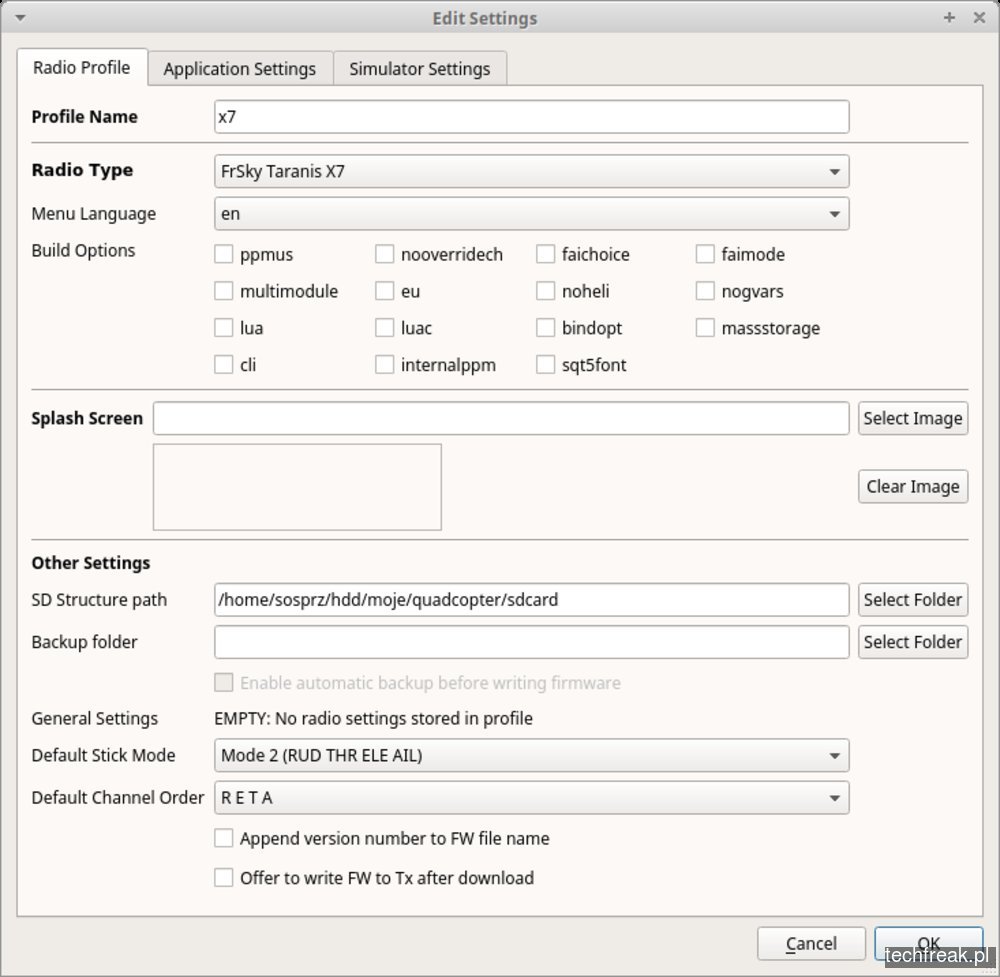 Edit Settings
Radio Profile Application Settings Simulator Settings
Profile Name x7
Radio Type FrSky Taranis X7
Menu Language en
Build Options ppmus nooverridech faichoice faimode
multimodule eu noheli nogvars
lua luac bindopt massstorage
cli internalppm sqt5font
Splash Screen Select Image
Clear Image
Other Settings
SD Structure path /home/sosprz/hdd/moje/quadcopter/sdcard Select Folder
Backup folder Select Folder
Enable automatic backup before writing firmware
General Settings EMPTY: No radio settings stored in profile
Default Stick Mode Mode 2 (RUD THR ELE AIL)
Default Channel Order R E T A
Append version number to FW file name
Offer to write FW to Tx after download
Cancel OK
techfreak.pl